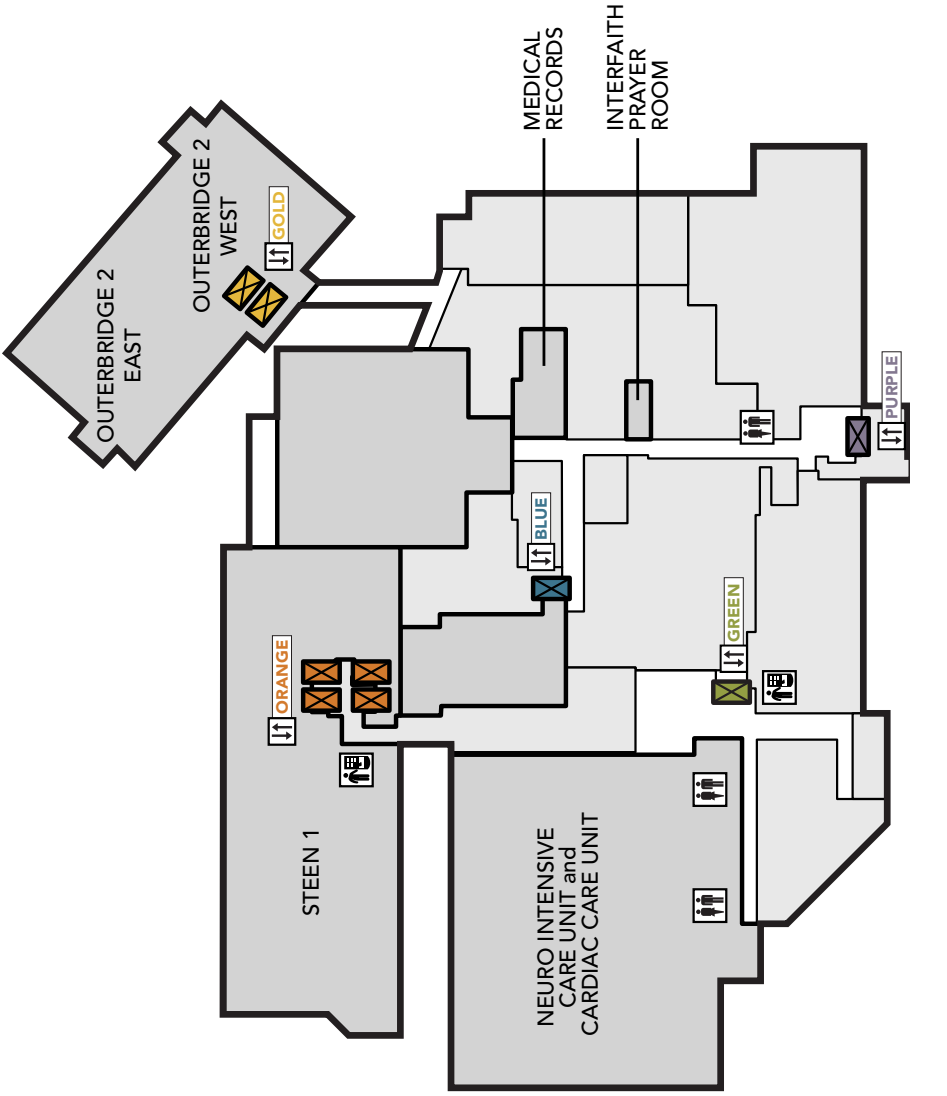 MEDICAL
RECORDS
INTERFAITH
PRAYER
ROOM
OUTERBRIDGE 2
WEST
GOLD
OUTERBRIDGE 2
EAST
PURPLE
BLUE
GREEN
ORANGE
STEEN 1
NEURO INTENSIVE
CARE UNIT and
CARDIAC CARE UNIT